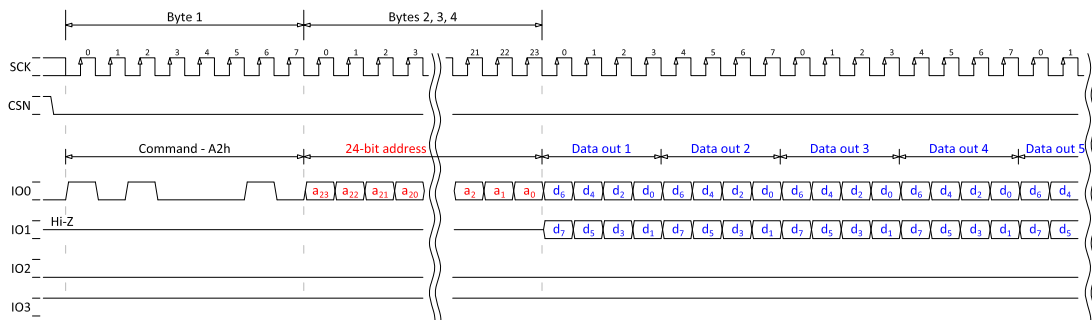 Byte 1 Bytes 2, 3, 4
0 1 2 3 4 5 6 7 0 1 2 3 21 22 23 0 1 2 3 4 5 6 7 0 1 2 3 4 5 6 7 0 1
SCK
CSN
Command - A2h 24-bit address Data out 1 Data out 2 Data out 3 Data out 4 Data out 5
IO0 a23 a22 a21 a20 a2 a1 a0 d6 d4 d2 d0 d6 d4 d2 d0 d6 d4 d2 d0 d6 d4 d2 d0 d6 d4
IO1 Hi-Z d7 d5 d3 d1 d7 d5 d3 d1 d7 d5 d3 d1 d7 d5 d3 d1 d7 d5
IO2
IO3